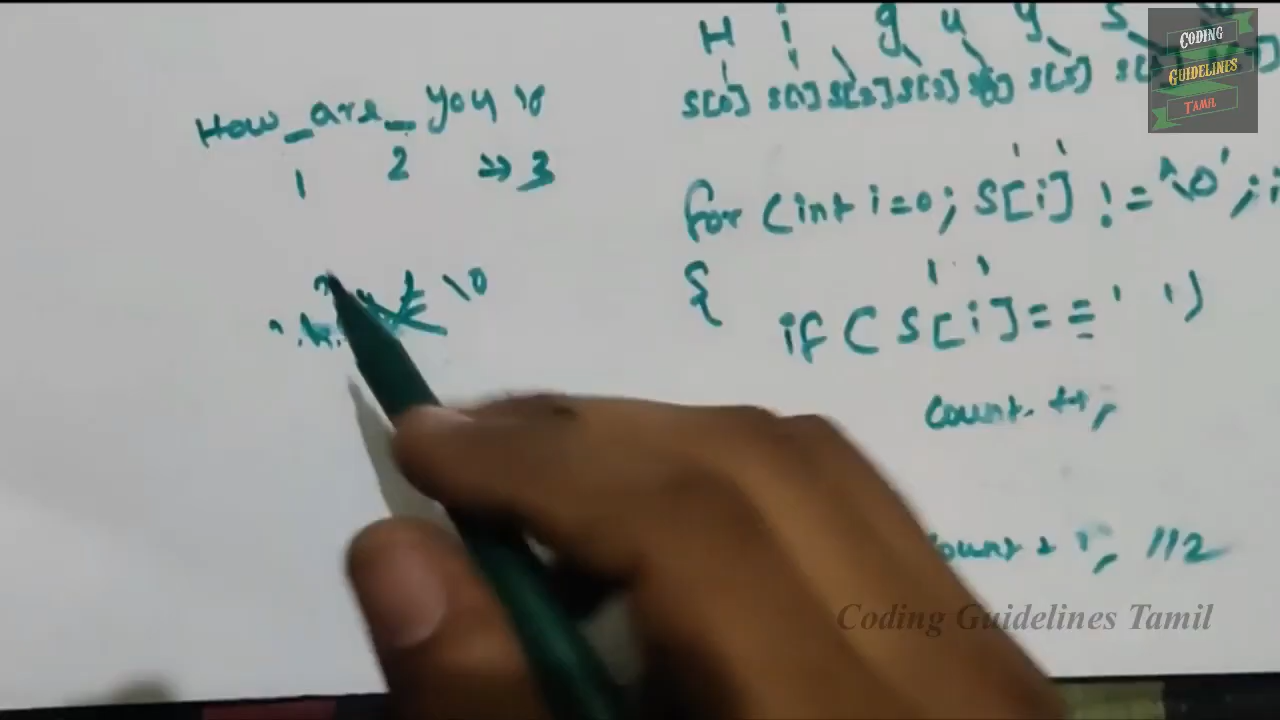 How_are_you \0
1 2 => 3
\0
H i g u y s
S[0] S[1] S[2] S[3] S[4] S[5]
for (int i=0; S[i] != '\0'; i
{
if (S[i]==' ')
count ++;
count + 1; //2
CODING
GUIDELINES
TAMIL
Coding Guidelines Tamil